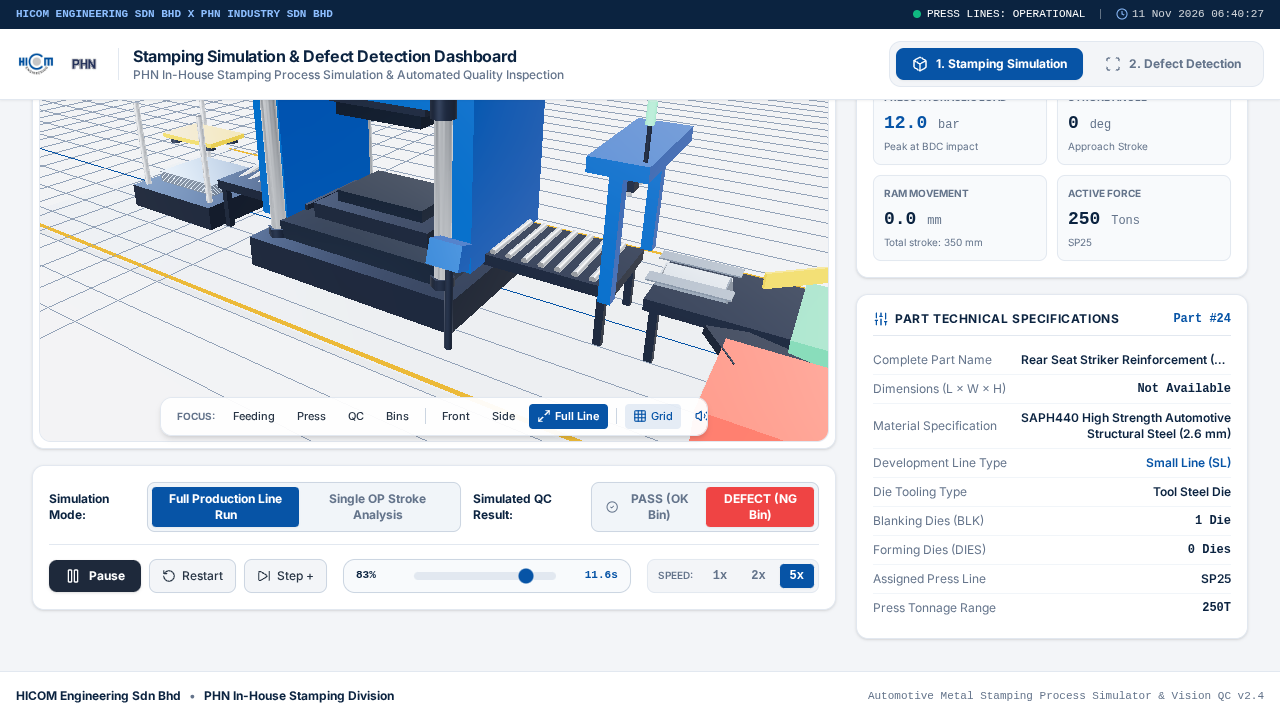 HICOM ENGINEERING SDN BHD X PHN INDUSTRY SDN BHD
PRESS LINES: OPERATIONAL | 11 Nov 2026 06:40:27
HICOM
PHN
Stamping Simulation & Defect Detection Dashboard
PHN In-House Stamping Process Simulation & Automated Quality Inspection
1. Stamping Simulation
2. Defect Detection
12.0 bar
Peak at BDC impact
0 deg
Approach Stroke
RAM MOVEMENT
0.0 mm
Total stroke: 350 mm
ACTIVE FORCE
250 Tons
SP25
FOCUS: Feeding Press QC Bins Front Side Full Line Grid
PART TECHNICAL SPECIFICATIONS Part #24
Complete Part Name Rear Seat Striker Reinforcement (...
Dimensions (L × W × H) Not Available
Material Specification SAPH440 High Strength Automotive
Structural Steel (2.6 mm)
Development Line Type Small Line (SL)
Die Tooling Type Tool Steel Die
Blanking Dies (BLK) 1 Die
Forming Dies (DIES) 0 Dies
Assigned Press Line SP25
Press Tonnage Range 250T
Simulation
Mode:
Full Production Line
Run
Single OP Stroke
Analysis
Simulated QC
Result:
PASS (OK
Bin)
DEFECT (NG
Bin)
Pause Restart Step + 83% 11.6s SPEED: 1x 2x 5x
HICOM Engineering Sdn Bhd • PHN In-House Stamping Division
Automotive Metal Stamping Process Simulator & Vision QC v2.4